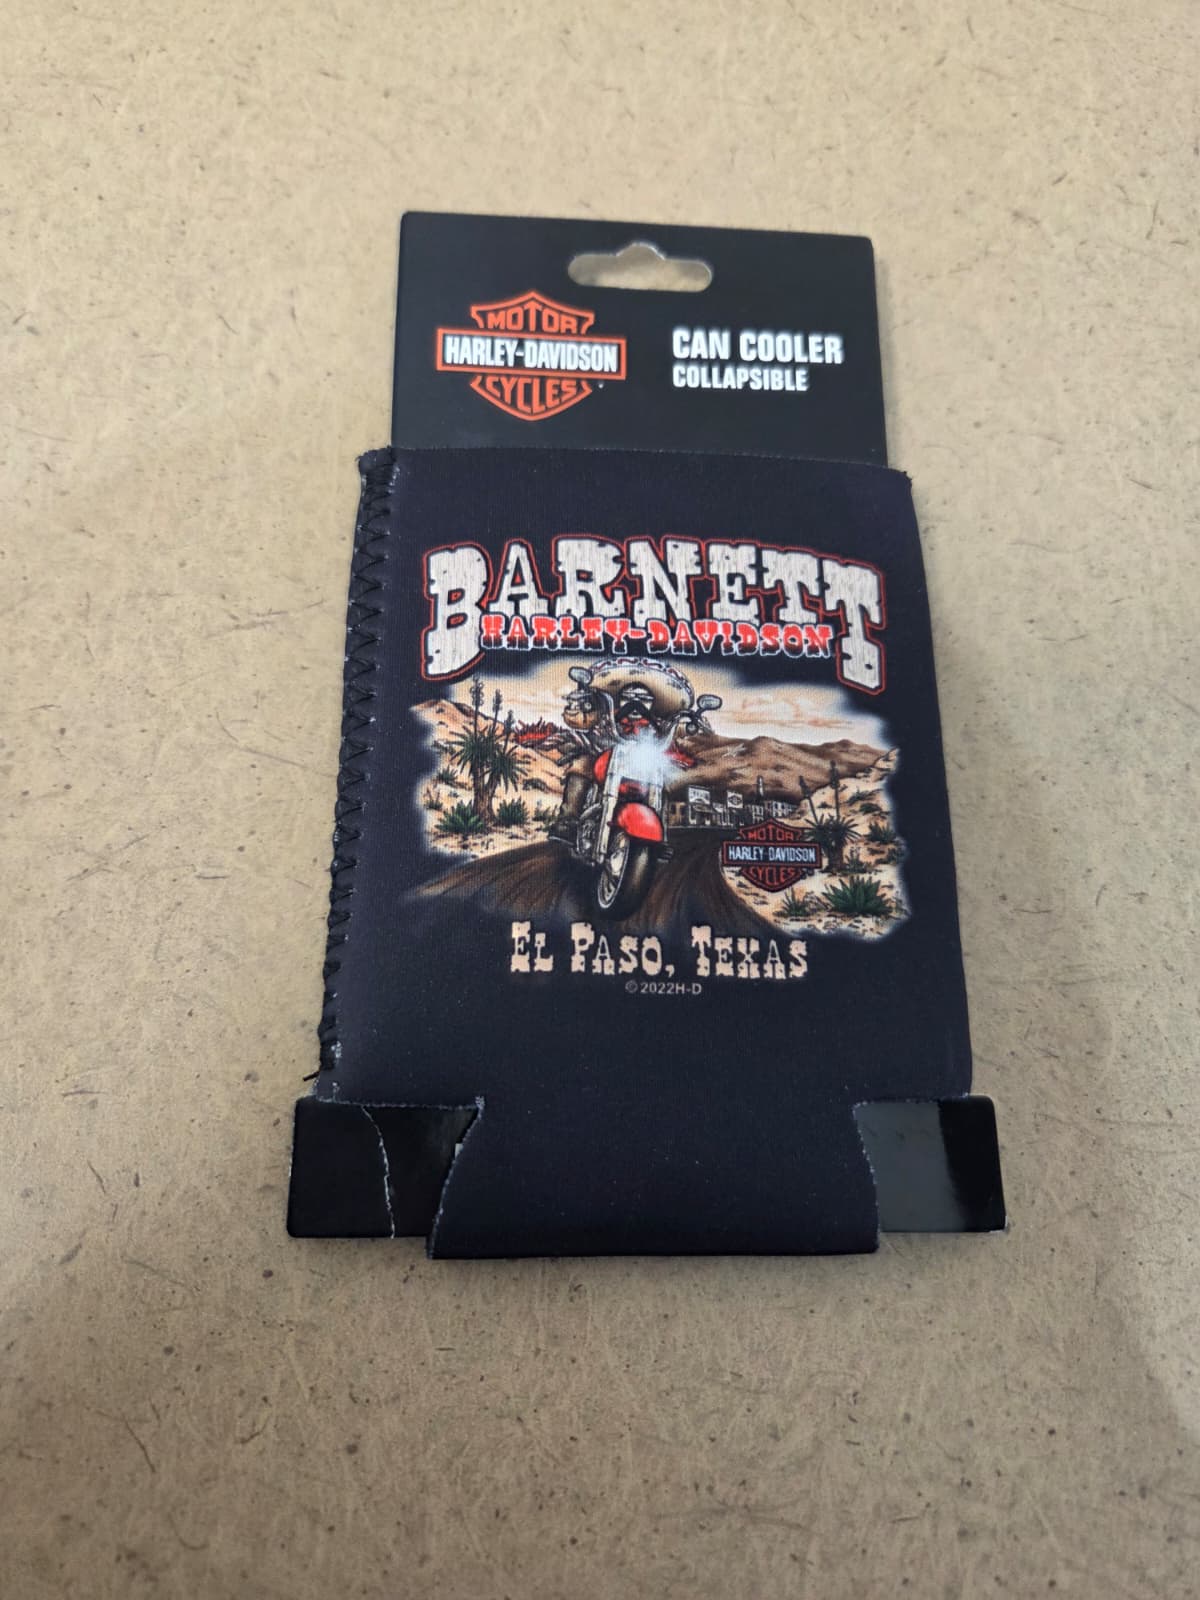 MOTOR
HARLEY-DAVIDSON
CYCLES
CAN COOLER
COLLAPSIBLE
BARNETT
HARLEY-DAVIDSON
MOTOR
HARLEY-DAVIDSON
CYCLES
EL PASO, TEXAS
©2022H-D